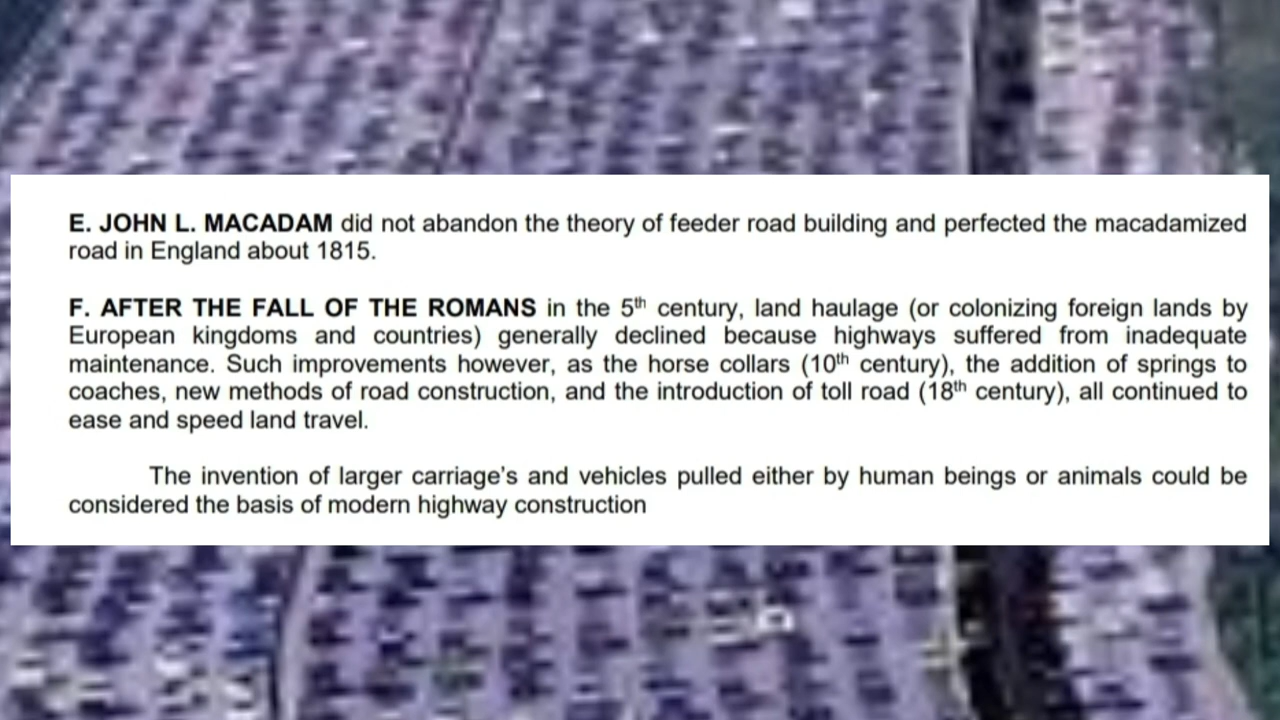 E. JOHN L. MACADAM did not abandon the theory of feeder road building and perfected the macadamized
road in England about 1815.
F. AFTER THE FALL OF THE ROMANS in the 5th century, land haulage (or colonizing foreign lands by
European kingdoms and countries) generally declined because highways suffered from inadequate
maintenance. Such improvements however, as the horse collars (10th century), the addition of springs to
coaches, new methods of road construction, and the introduction of toll road (18th century), all continued to
ease and speed land travel.
The invention of larger carriage's and vehicles pulled either by human beings or animals could be
considered the basis of modern highway construction